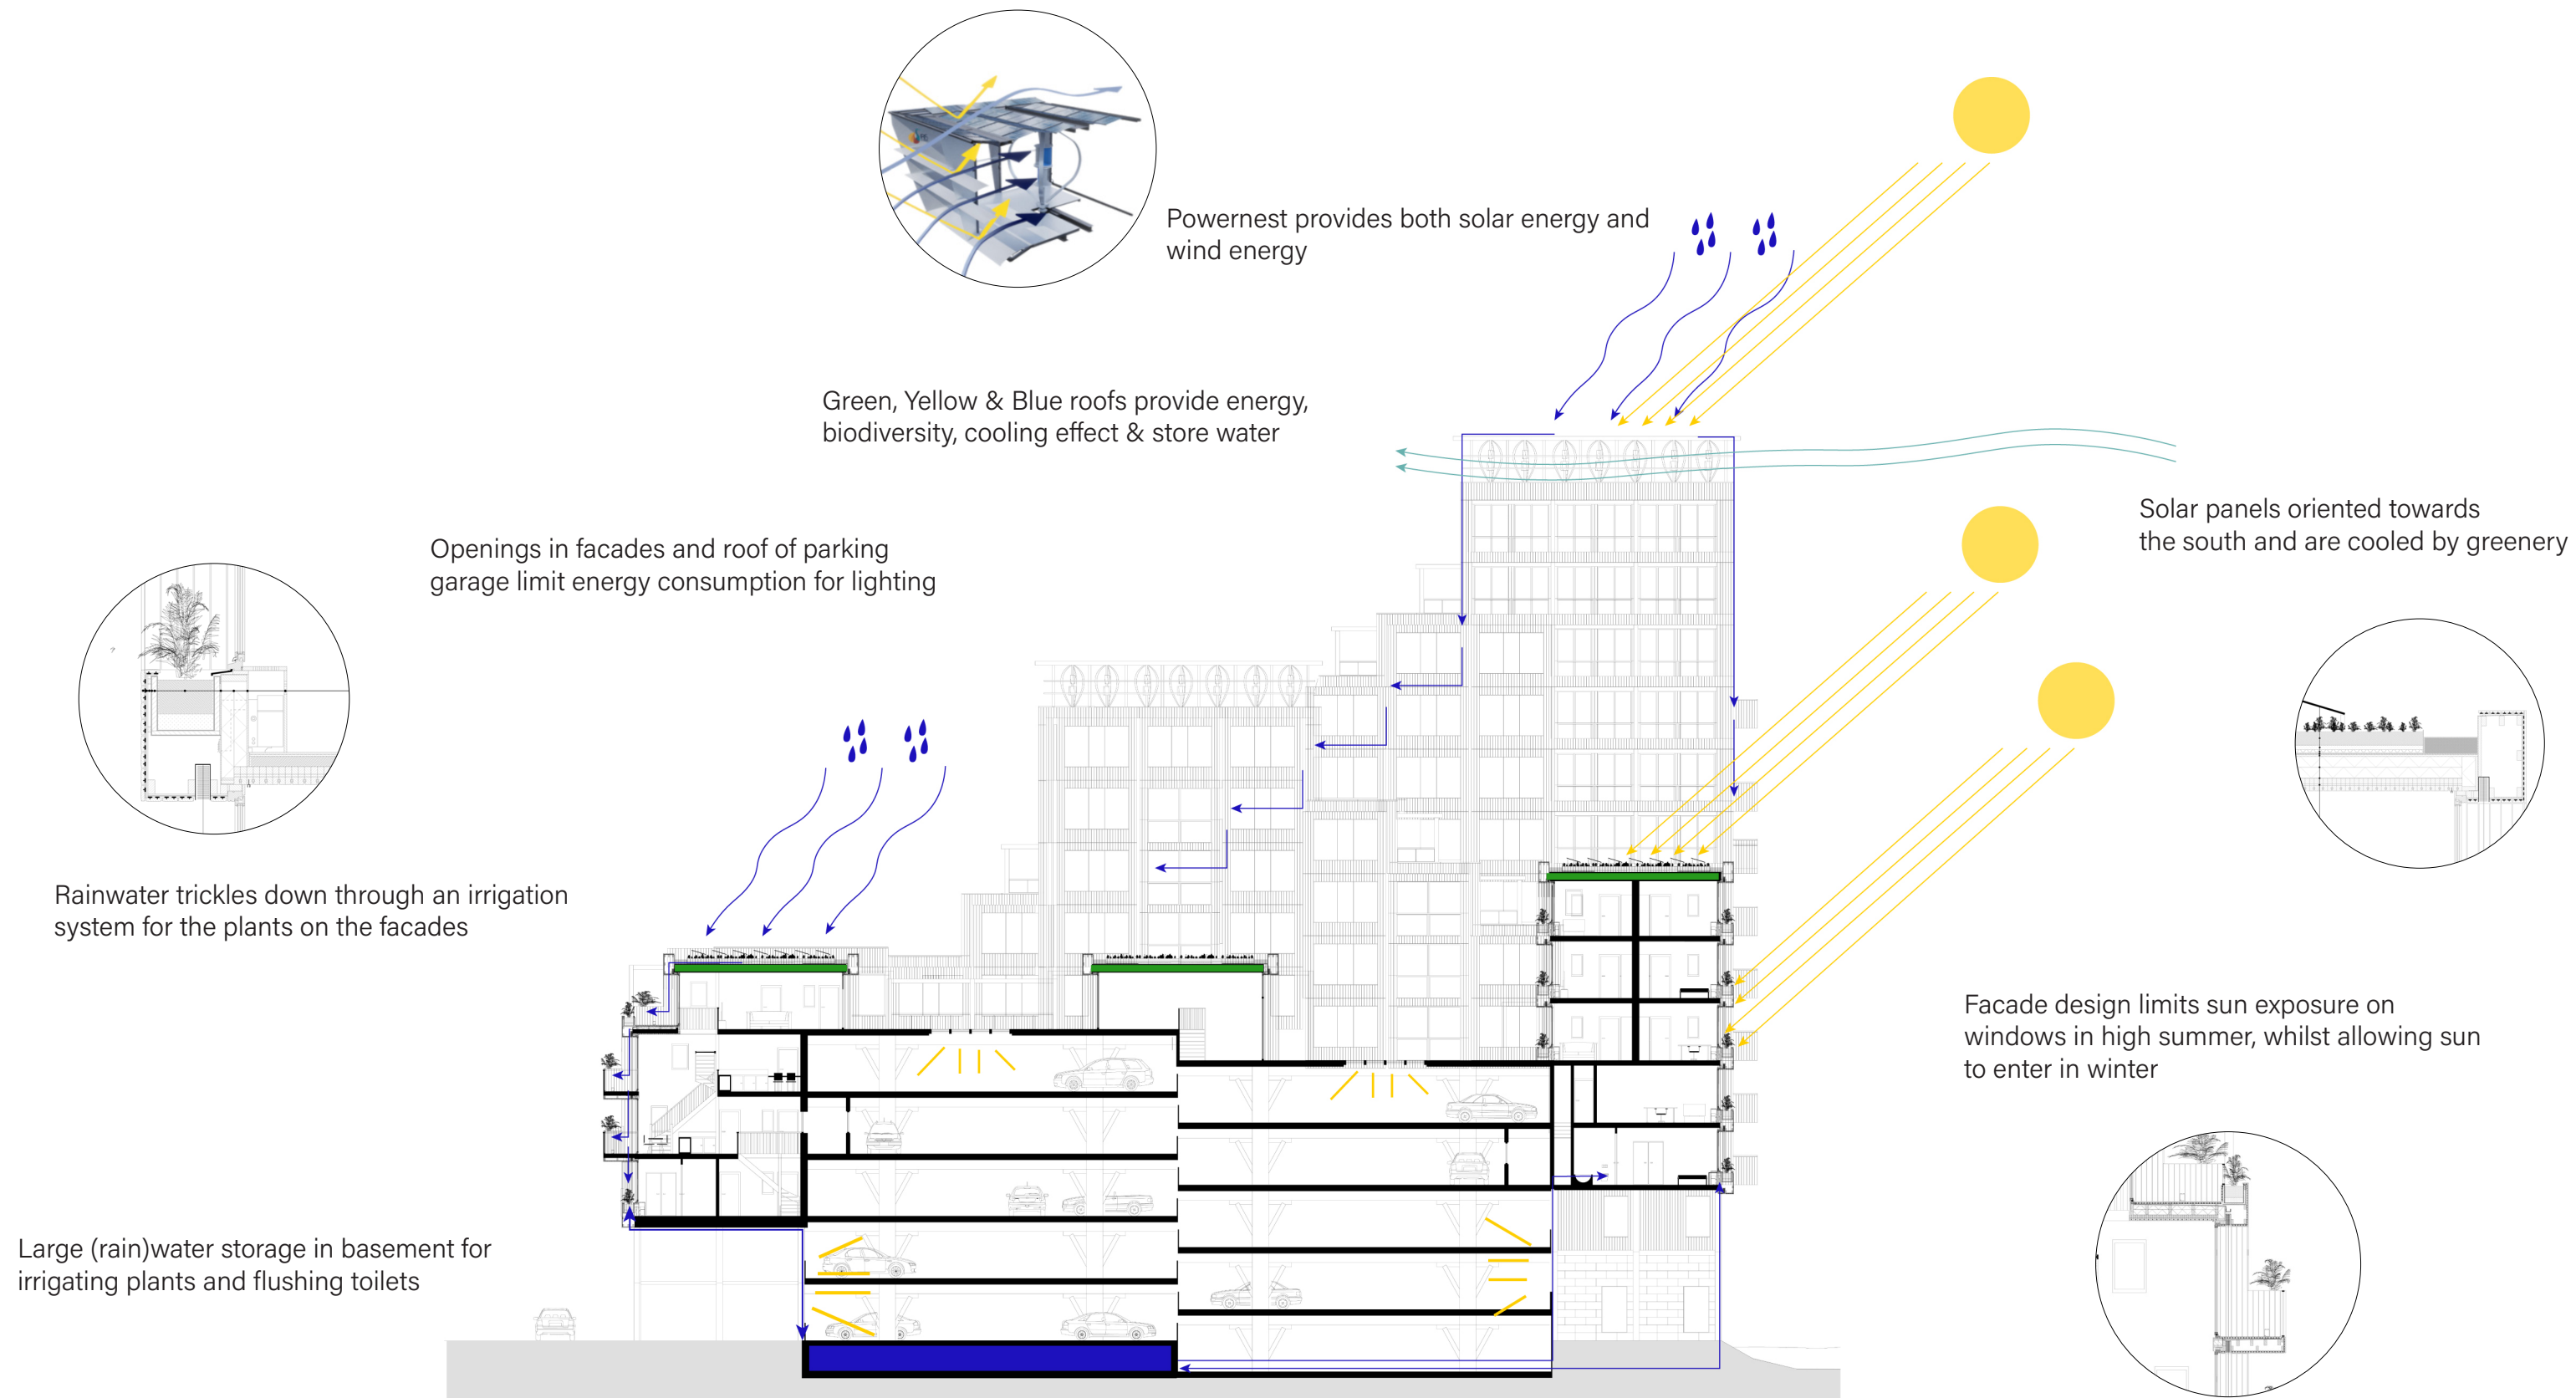 Powernest provides both solar energy and
wind energy
Green, Yellow & Blue roofs provide energy,
biodiversity, cooling effect & store water
Solar panels oriented towards
the south and are cooled by greenery
Openings in facades and roof of parking
garage limit energy consumption for lighting
Rainwater trickles down through an irrigation
system for the plants on the facades
Facade design limits sun exposure on
windows in high summer, whilst allowing sun
to enter in winter
Large (rain)water storage in basement for
irrigating plants and flushing toilets